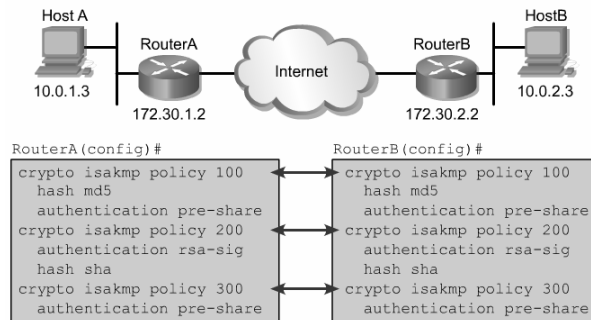 Host A
HostB
RouterA
RouterB
Internet
10.0.1.3
10.0.2.3
172.30.1.2
172.30.2.2
RouterA(config)#
crypto isakmp policy 100
hash md5
authentication pre-share
crypto isakmp policy 200
authentication rsa-sig
hash sha
crypto isakmp policy 300
authentication pre-share
RouterB(config)#
crypto isakmp policy 100
hash md5
authentication pre-share
crypto isakmp policy 200
authentication rsa-sig
hash sha
crypto isakmp policy 300
authentication pre-share